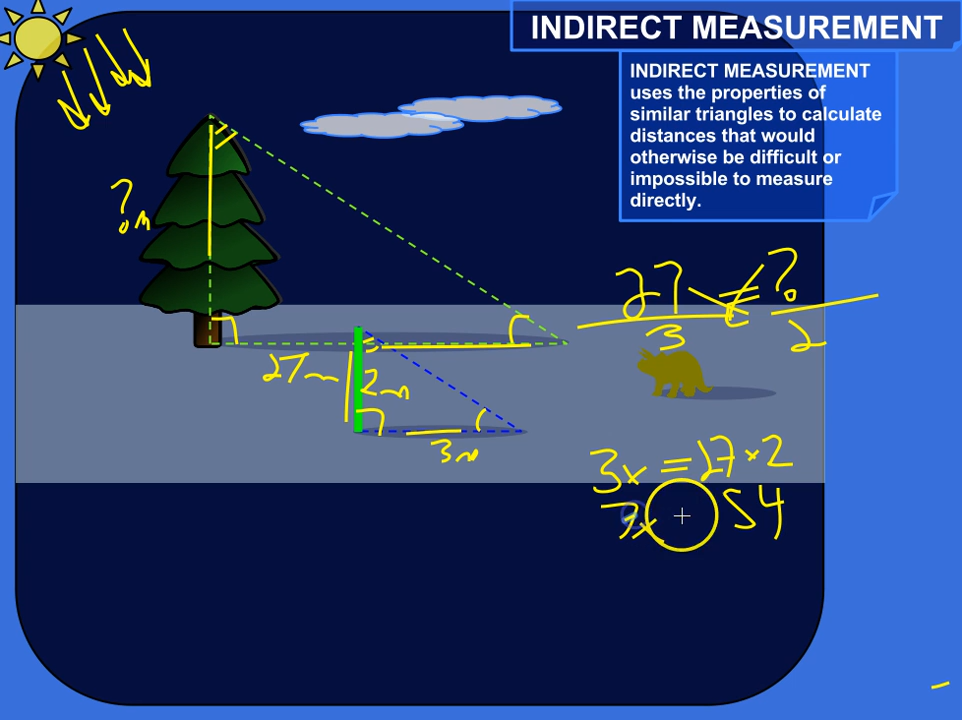 INDIRECT MEASUREMENT
INDIRECT MEASUREMENT
uses the properties of
similar triangles to calculate
distances that would
otherwise be difficult or
impossible to measure
directly.
?m
27 = ?
3 2
27m
2m
3m
3x = 27 × 2
3x 54